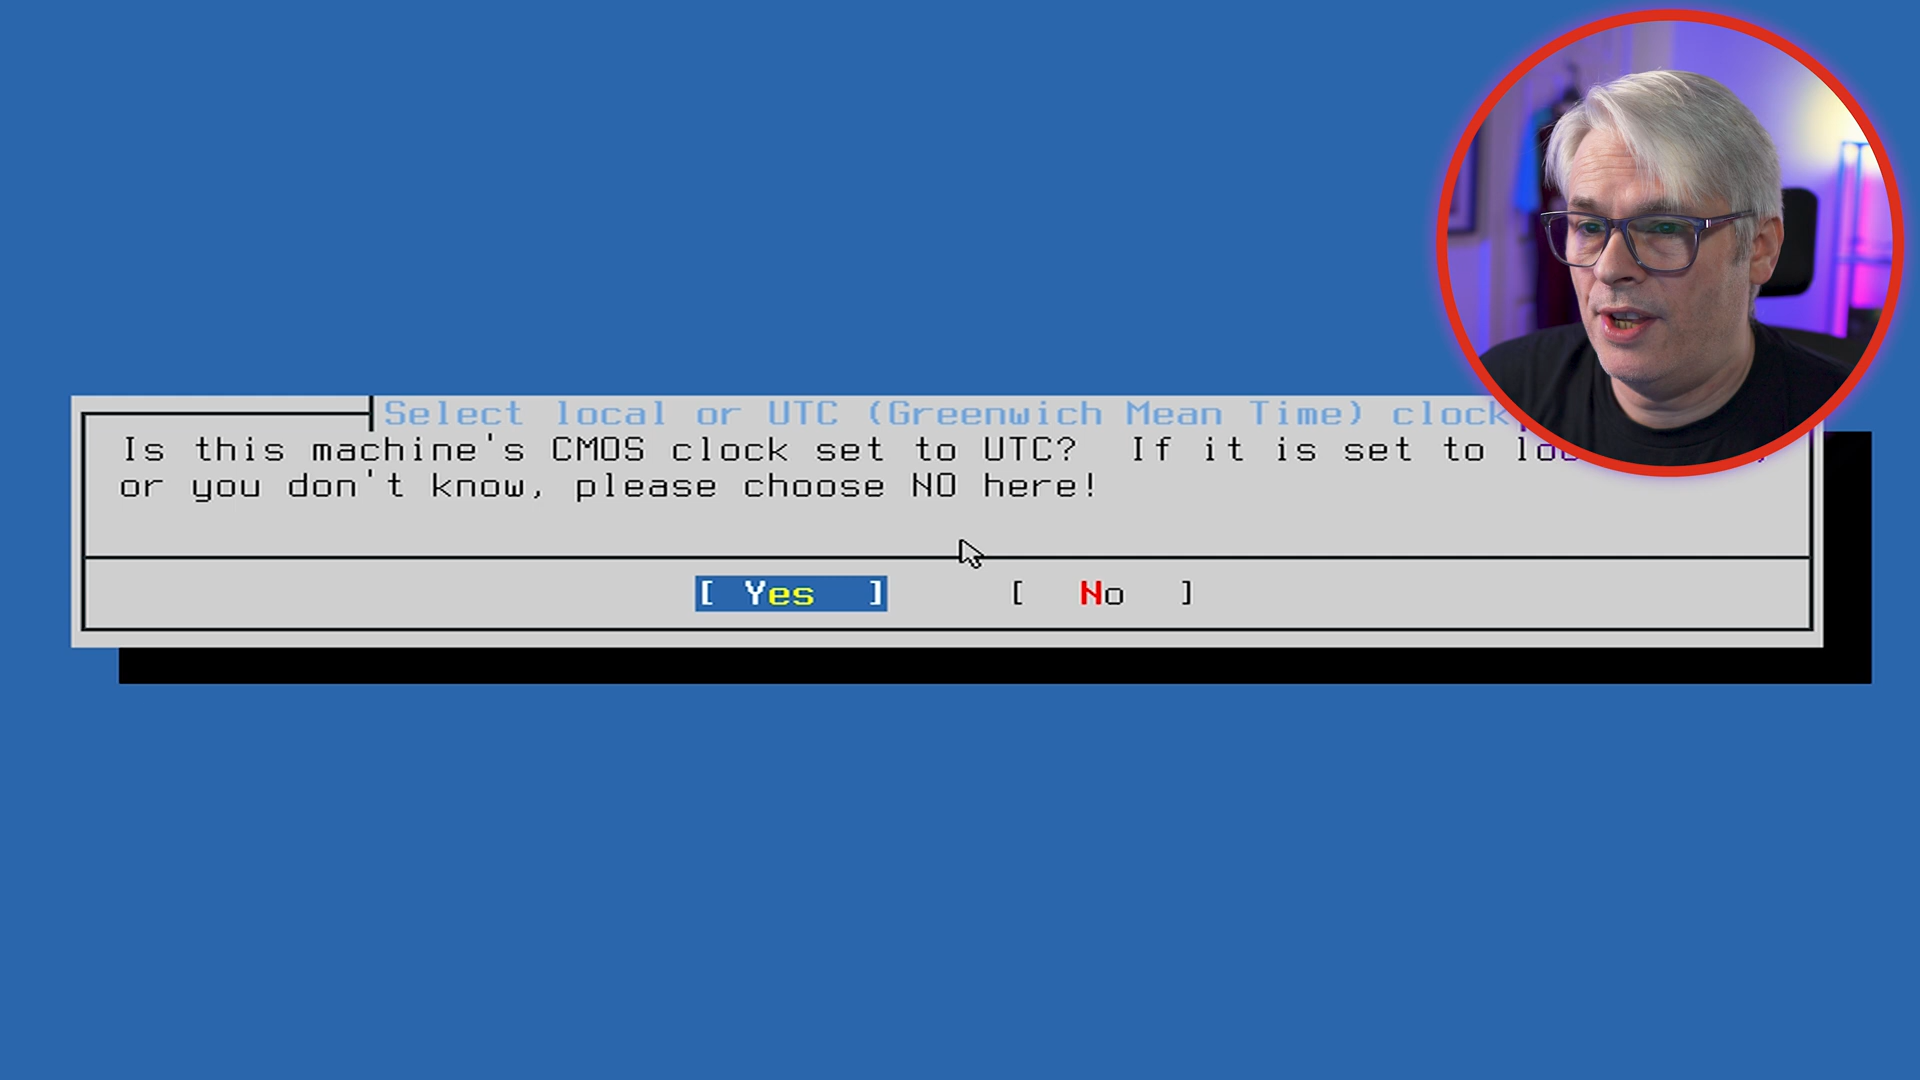 Select local or UTC (Greenwich Mean Time) clock
Is this machine's CMOS clock set to UTC?  If it is set to
or you don't know, please choose NO here!
[ Yes ] [ No ]